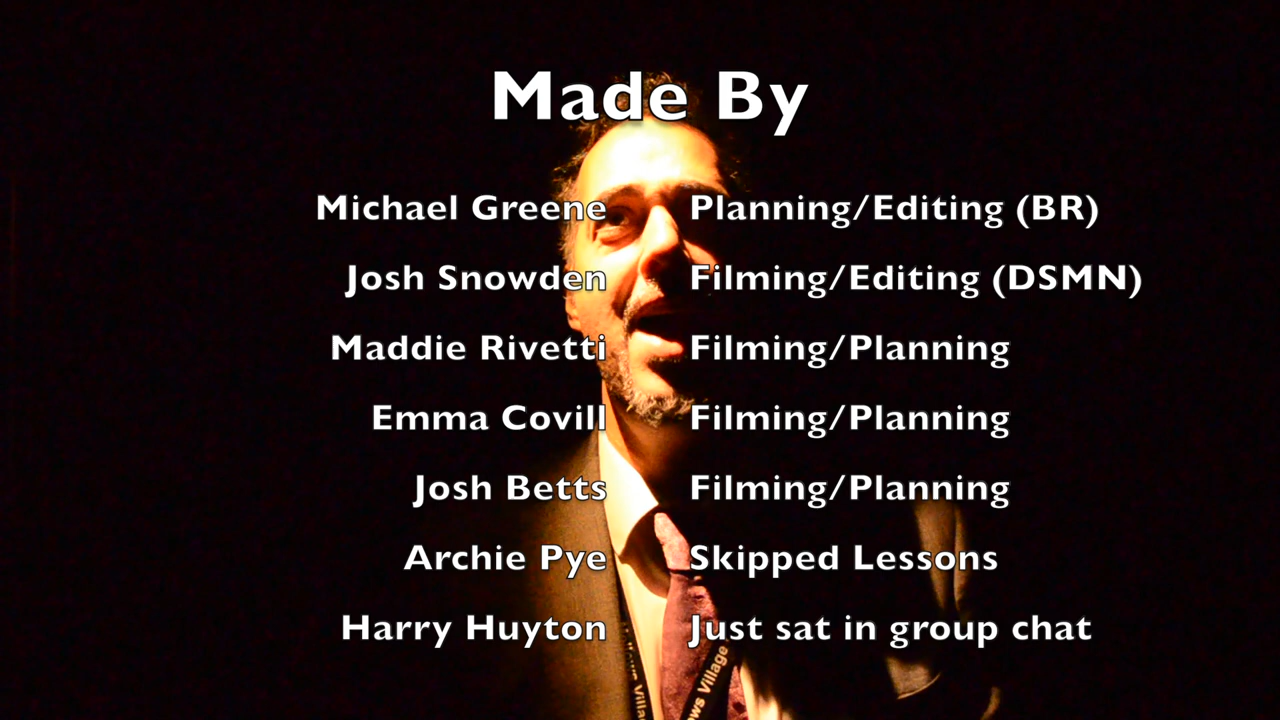 Made By
Michael Greene Planning/Editing (BR)
Josh Snowden Filming/Editing (DSMN)
Maddie Rivetti Filming/Planning
Emma Covill Filming/Planning
Josh Betts Filming/Planning
Archie Pye Skipped Lessons
Harry Huyton Just sat in group chat
Village